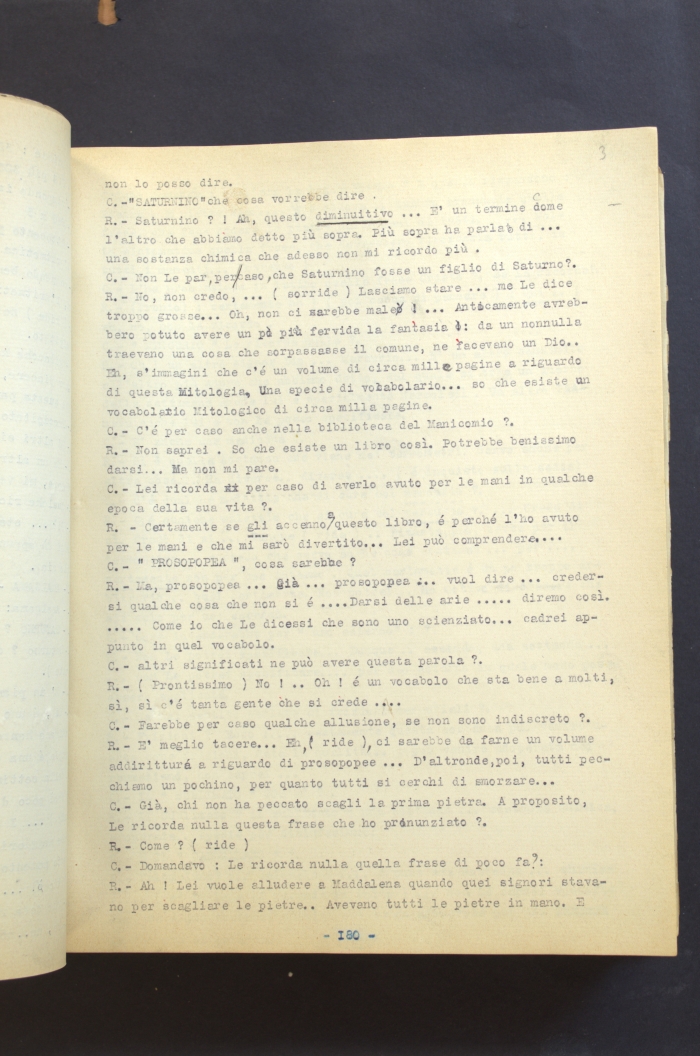 3
non lo posso dire.
C.-"SATURNINO"che cosa vorrebbe dire .
R.- Saturnino ? ! Ah, questo diminuitivo ... E' un termine come
l'altro che abbiamo detto più sopra. Più sopra ha parlato di ...
una sostanza chimica che adesso non mi ricordo più .
C.- Non Le par,per/caso,che Saturnino fosse un figlio di Saturno?.
R.- No, non credo, ... ( sorride ) Lasciamo stare ... me Le dice
troppo grosse... Oh, non ci sarebbe male ! ... Anticamente avreb-
bero potuto avere un pò più fervida la fantasia : da un nonnulla
traevano una cosa che sorpassasse il comune, ne facevano un Dio..
Eh, s'immagini che c'é un volume di circa mille pagine a riguardo
di questa Mitologia, Una specie di vocabolario... so che esiste un
vocabolario Mitologico di circa milla pagine.
C.- C'é per caso anche nella biblioteca del Manicomio ?.
R.- Non saprei . So che esiste un libro così. Potrebbe benissimo
darsi... Ma non mi pare.
C.- Lei ricorda per caso di averlo avuto per le mani in qualche
epoca della sua vita ?.
R. - Certamente se gli accenno questo libro, é perché l'ho avuto
per le mani e che mi sarò divertito... Lei può comprendere....
C.- " PROSOPOPEA ", cosa sarebbe ?
R.- Ma, prosopopea ... Già ... prosopopea ... vuol dire ... creder-
si qualche cosa che non si é ....Darsi delle arie ..... diremo così.
..... Come io che Le dicessi che sono uno scienziato... cadrei ap-
punto in quel vocabolo.
C.- altri significati ne può avere questa parola ?.
R.- ( Prontissimo ) No ! .. Oh ! é un vocabolo che sta bene a molti,
sì, sì c'é tanta gente che si crede ....
C.- Farebbe per caso qualche allusione, se non sono indiscreto ?.
R.- E' meglio tacere... Eh,( ride ),ci sarebbe da farne un volume
addiritturá a riguardo di prosopopee ... D'altronde,poi, tutti pec-
chiamo un pochino, per quanto tutti si cerchi di smorzare...
C.- Già, chi non ha peccato scagli la prima pietra. A proposito,
Le ricorda nulla questa frase che ho pronunziato ?.
R.- Come ? ( ride )
C.- Domandavo : Le ricorda nulla quella frase di poco fa?:
R.- Ah ! Lei vuole alludere a Maddalena quando quei signori stava-
no per scagliare le pietre.. Avevano tutti le pietre in mano. E
- 180 -